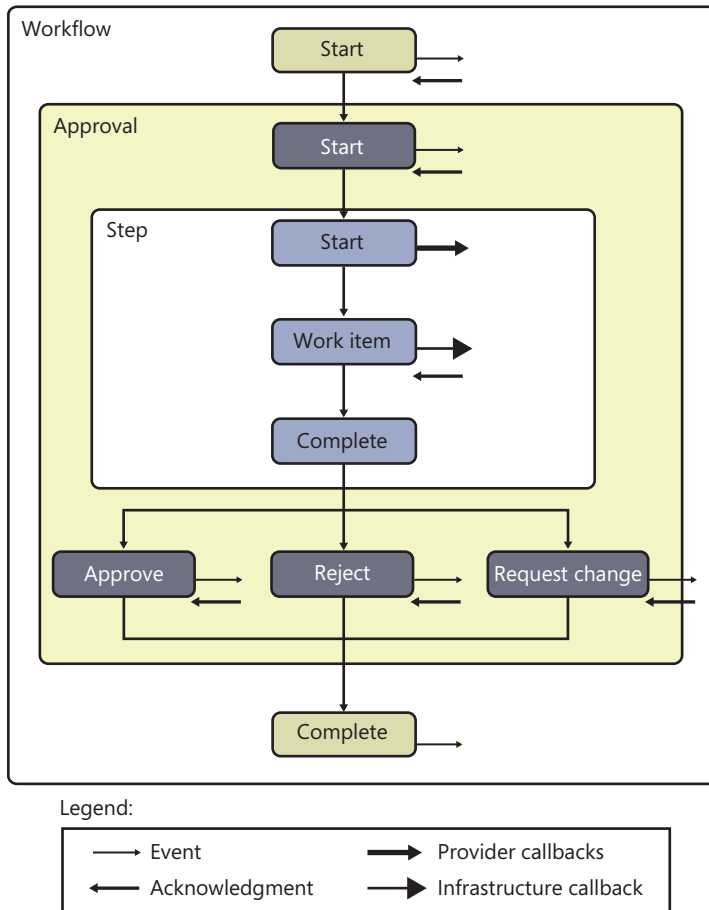 Workflow
Start
Approval
Start
Step
Start
Work item
Complete
Approve
Reject
Request change
Complete
Legend:
Event
Provider callbacks
Acknowledgment
Infrastructure callback